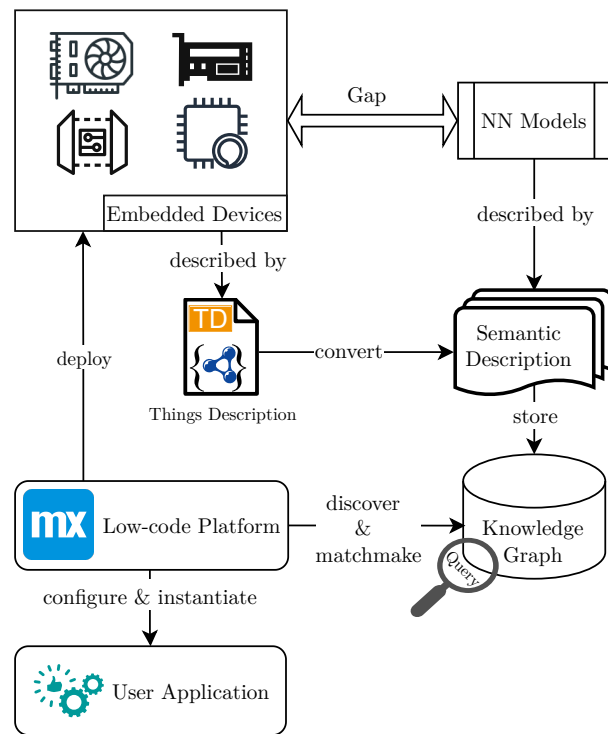 Gap
NN Models
Embedded Devices
described by
described by
TD
Semantic
Description
convert
deploy
Things Description
store
mx
Low-code Platform
discover
&
matchmake
Knowledge
Graph
Query
configure & instantiate
User Application